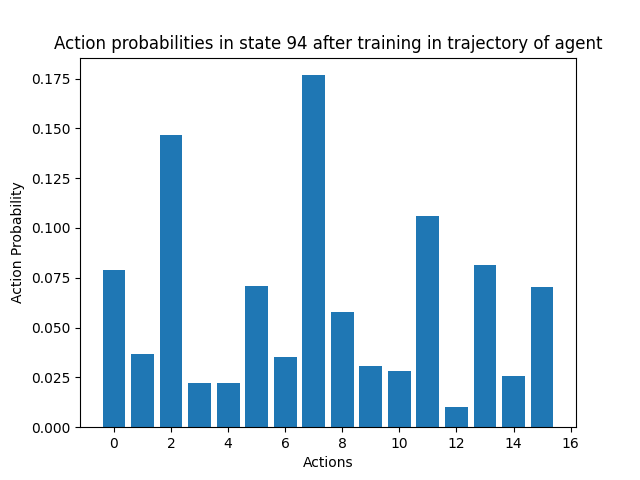 Action probabilities in state 94 after training in trajectory of agent
0.175
0.150
0.125
0.100
0.075
0.050
0.025
0.000
Action Probability
0 2 4 6 8 10 12 14 16
Actions